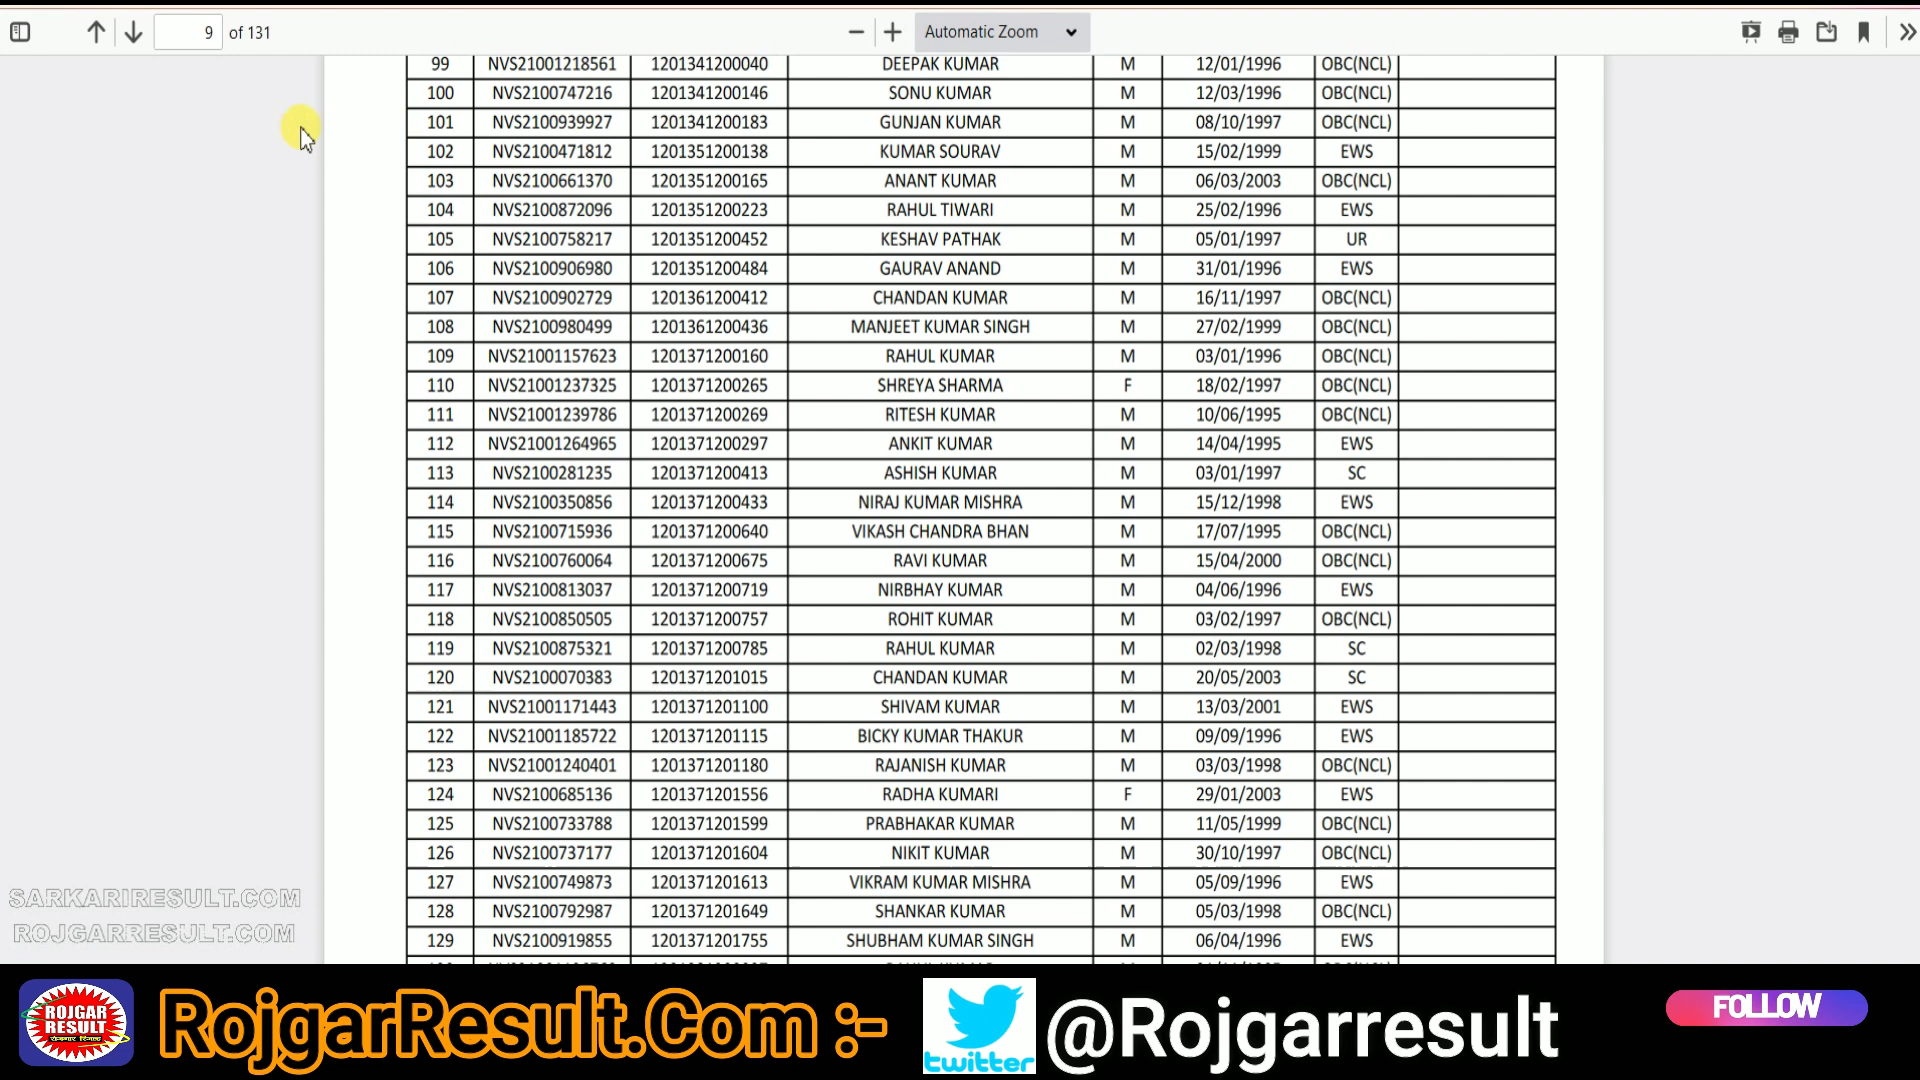 9 of 131 Automatic Zoom
99 NVS21001218561 1201341200040 DEEPAK KUMAR M 12/01/1996 OBC(NCL)
100 NVS2100747216 1201341200146 SONU KUMAR M 12/03/1996 OBC(NCL)
101 NVS2100939927 1201341200183 GUNJAN KUMAR M 08/10/1997 OBC(NCL)
102 NVS2100471812 1201351200138 KUMAR SOURAV M 15/02/1999 EWS
103 NVS2100661370 1201351200165 ANANT KUMAR M 06/03/2003 OBC(NCL)
104 NVS2100872096 1201351200223 RAHUL TIWARI M 25/02/1996 EWS
105 NVS2100758217 1201351200452 KESHAV PATHAK M 05/01/1997 UR
106 NVS2100906980 1201351200484 GAURAV ANAND M 31/01/1996 EWS
107 NVS2100902729 1201361200412 CHANDAN KUMAR M 16/11/1997 OBC(NCL)
108 NVS2100980499 1201361200436 MANJEET KUMAR SINGH M 27/02/1999 OBC(NCL)
109 NVS21001157623 1201371200160 RAHUL KUMAR M 03/01/1996 OBC(NCL)
110 NVS21001237325 1201371200265 SHREYA SHARMA F 18/02/1997 OBC(NCL)
111 NVS21001239786 1201371200269 RITESH KUMAR M 10/06/1995 OBC(NCL)
112 NVS21001264965 1201371200297 ANKIT KUMAR M 14/04/1995 EWS
113 NVS2100281235 1201371200413 ASHISH KUMAR M 03/01/1997 SC
114 NVS2100350856 1201371200433 NIRAJ KUMAR MISHRA M 15/12/1998 EWS
115 NVS2100715936 1201371200640 VIKASH CHANDRA BHAN M 17/07/1995 OBC(NCL)
116 NVS2100760064 1201371200675 RAVI KUMAR M 15/04/2000 OBC(NCL)
117 NVS2100813037 1201371200719 NIRBHAY KUMAR M 04/06/1996 EWS
118 NVS2100850505 1201371200757 ROHIT KUMAR M 03/02/1997 OBC(NCL)
119 NVS2100875321 1201371200785 RAHUL KUMAR M 02/03/1998 SC
120 NVS2100070383 1201371201015 CHANDAN KUMAR M 20/05/2003 SC
121 NVS21001171443 1201371201100 SHIVAM KUMAR M 13/03/2001 EWS
122 NVS21001185722 1201371201115 BICKY KUMAR THAKUR M 09/09/1996 EWS
123 NVS21001240401 1201371201180 RAJANISH KUMAR M 03/03/1998 OBC(NCL)
124 NVS2100685136 1201371201556 RADHA KUMARI F 29/01/2003 EWS
125 NVS2100733788 1201371201599 PRABHAKAR KUMAR M 11/05/1999 OBC(NCL)
126 NVS2100737177 1201371201604 NIKIT KUMAR M 30/10/1997 OBC(NCL)
127 NVS2100749873 1201371201613 VIKRAM KUMAR MISHRA M 05/09/1996 EWS
128 NVS2100792987 1201371201649 SHANKAR KUMAR M 05/03/1998 OBC(NCL)
129 NVS2100919855 1201371201755 SHUBHAM KUMAR SINGH M 06/04/1996 EWS
SARKARIRESULT.COM
ROJGARRESULT.COM
ROJGAR
RESULT
रोजगार रिजल्ट
RojgarResult.Com :-
twitter
@Rojgarresult
FOLLOW